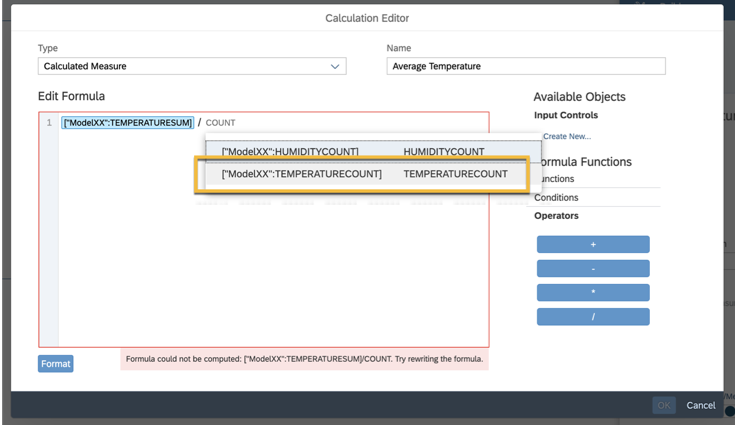 Calculation Editor
Type
Name
Calculated Measure
Average Temperature
Edit Formula
Available Objects
1 ["ModelXX":TEMPERATURESUM] / COUNT
Input Controls
Create New...
["ModelXX":HUMIDITYCOUNT] HUMIDITYCOUNT
["ModelXX":TEMPERATURECOUNT] TEMPERATURECOUNT
ormula Functions
unctions
Conditions
Operators
+
-
*
/
Format
Formula could not be computed: ["ModelXX":TEMPERATURESUM]/COUNT. Try rewriting the formula.
OK
Cancel